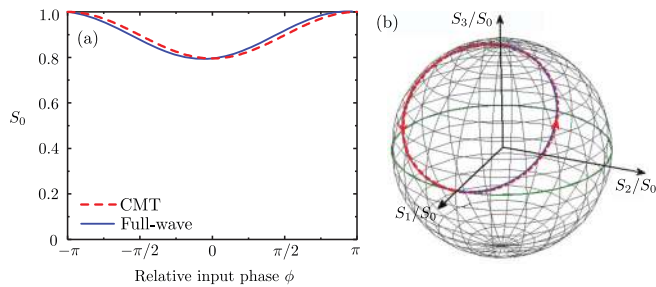 (a)
1.0
0.8
0.6
0.4
0.2
0
S₀
CMT
Full-wave
−π
−π/2
0
π/2
π
Relative input phase ϕ
(b)
S₃/S₀
S₂/S₀
S₁/S₀